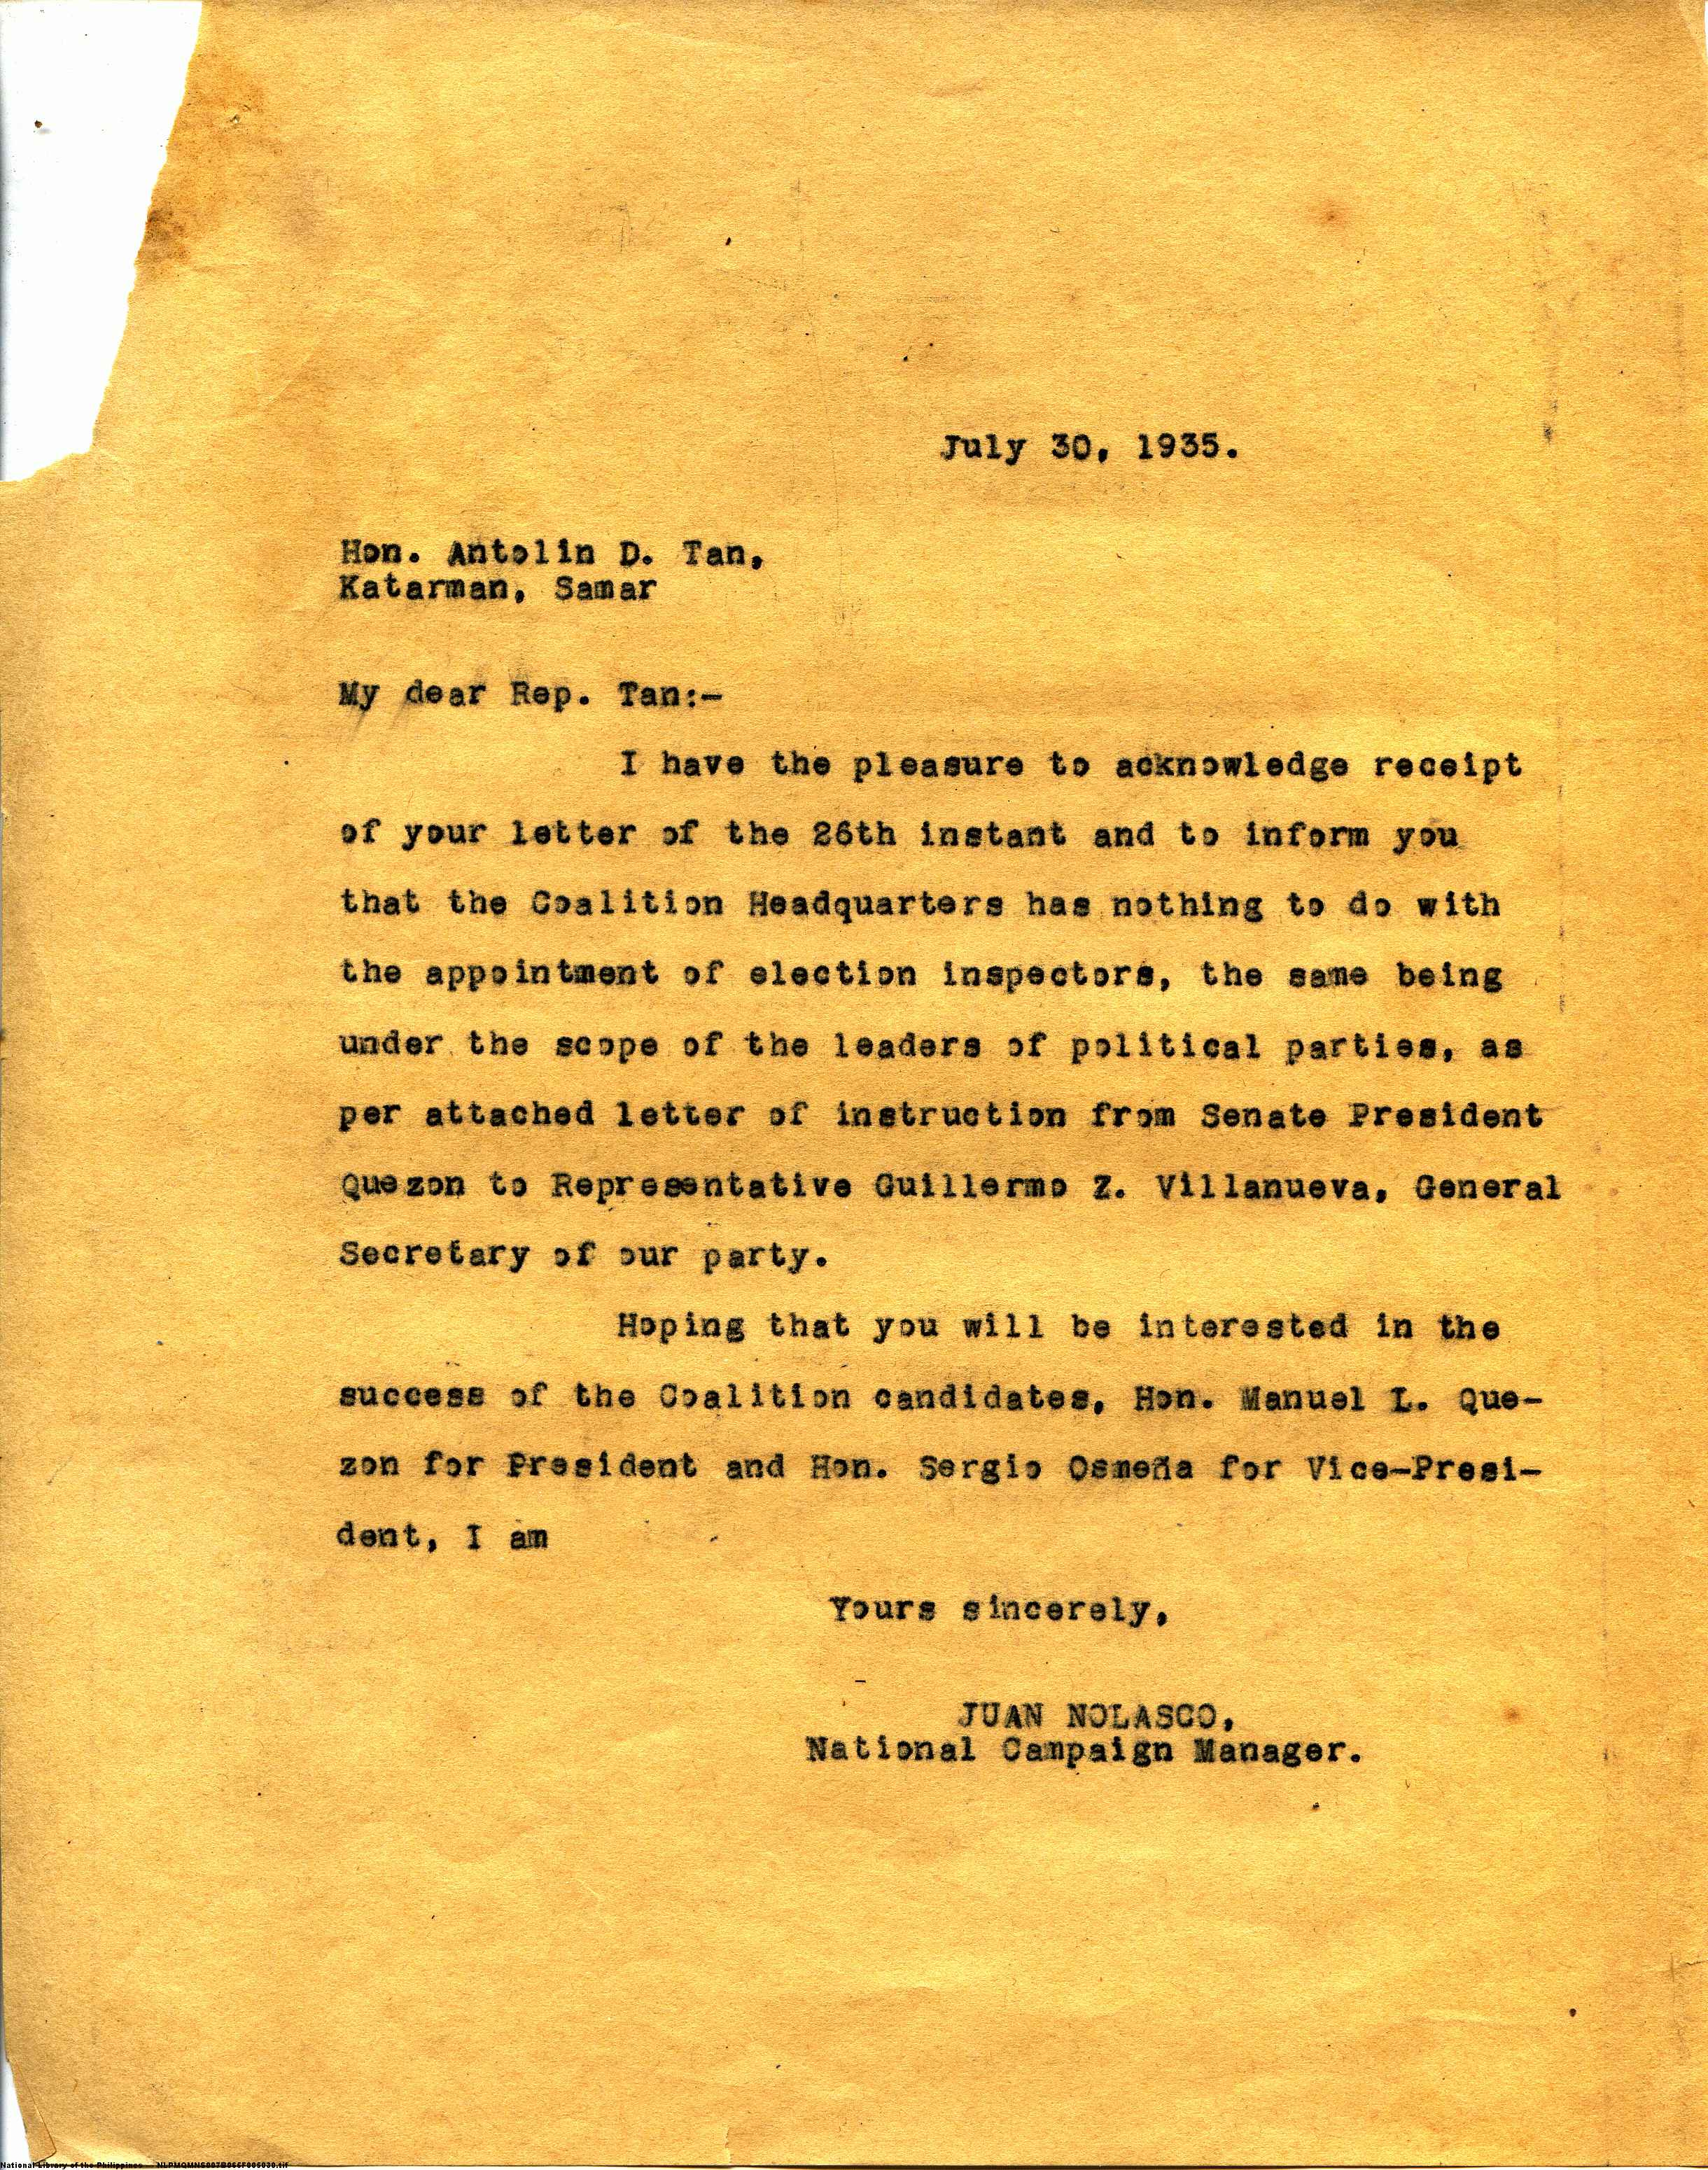 July 30, 1935.
Hon. Antolin D. Tan,
Katarman, Samar
My dear Rep. Tan:-
I have the pleasure to acknowledge receipt
of your letter of the 26th instant and to inform you
that the Coalition Headquarters has nothing to do with
the appointment of election inspectors, the same being
under the scope of the leaders of political parties, as
per attached letter of instruction from Senate President
Quezon to Representative Guillermo Z. Villanueva, General
Secretary of our party.
Hoping that you will be interested in the
success of the Coalition candidates, Hon. Manuel L. Que-
zon for President and Hon. Sergio Osmeña for Vice-Presi-
dent, I am
Yours sincerely,
JUAN NOLASCO,
National Campaign Manager.
National Library of the Philippines